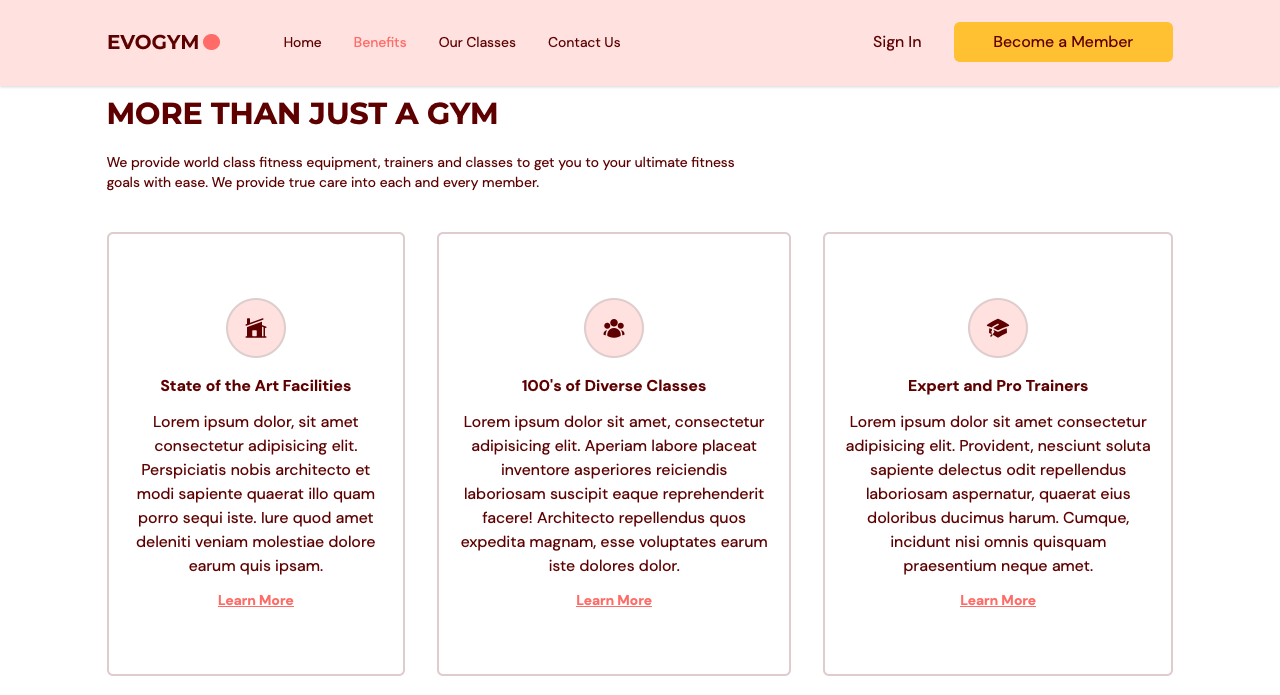 EVOGYM
Home
Benefits
Our Classes
Contact Us
Sign In
Become a Member
MORE THAN JUST A GYM
We provide world class fitness equipment, trainers and classes to get you to your ultimate fitness
goals with ease. We provide true care into each and every member.
State of the Art Facilities
Lorem ipsum dolor, sit amet
consectetur adipisicing elit.
Perspiciatis nobis architecto et
modi sapiente quaerat illo quam
porro sequi iste. Iure quod amet
deleniti veniam molestiae dolore
earum quis ipsam.
Learn More
100's of Diverse Classes
Lorem ipsum dolor sit amet, consectetur
adipisicing elit. Aperiam labore placeat
inventore asperiores reiciendis
laboriosam suscipit eaque reprehenderit
facere! Architecto repellendus quos
expedita magnam, esse voluptates earum
iste dolores dolor.
Learn More
Expert and Pro Trainers
Lorem ipsum dolor sit amet consectetur
adipisicing elit. Provident, nesciunt soluta
sapiente delectus odit repellendus
laboriosam aspernatur, quaerat eius
doloribus ducimus harum. Cumque,
incidunt nisi omnis quisquam
praesentium neque amet.
Learn More